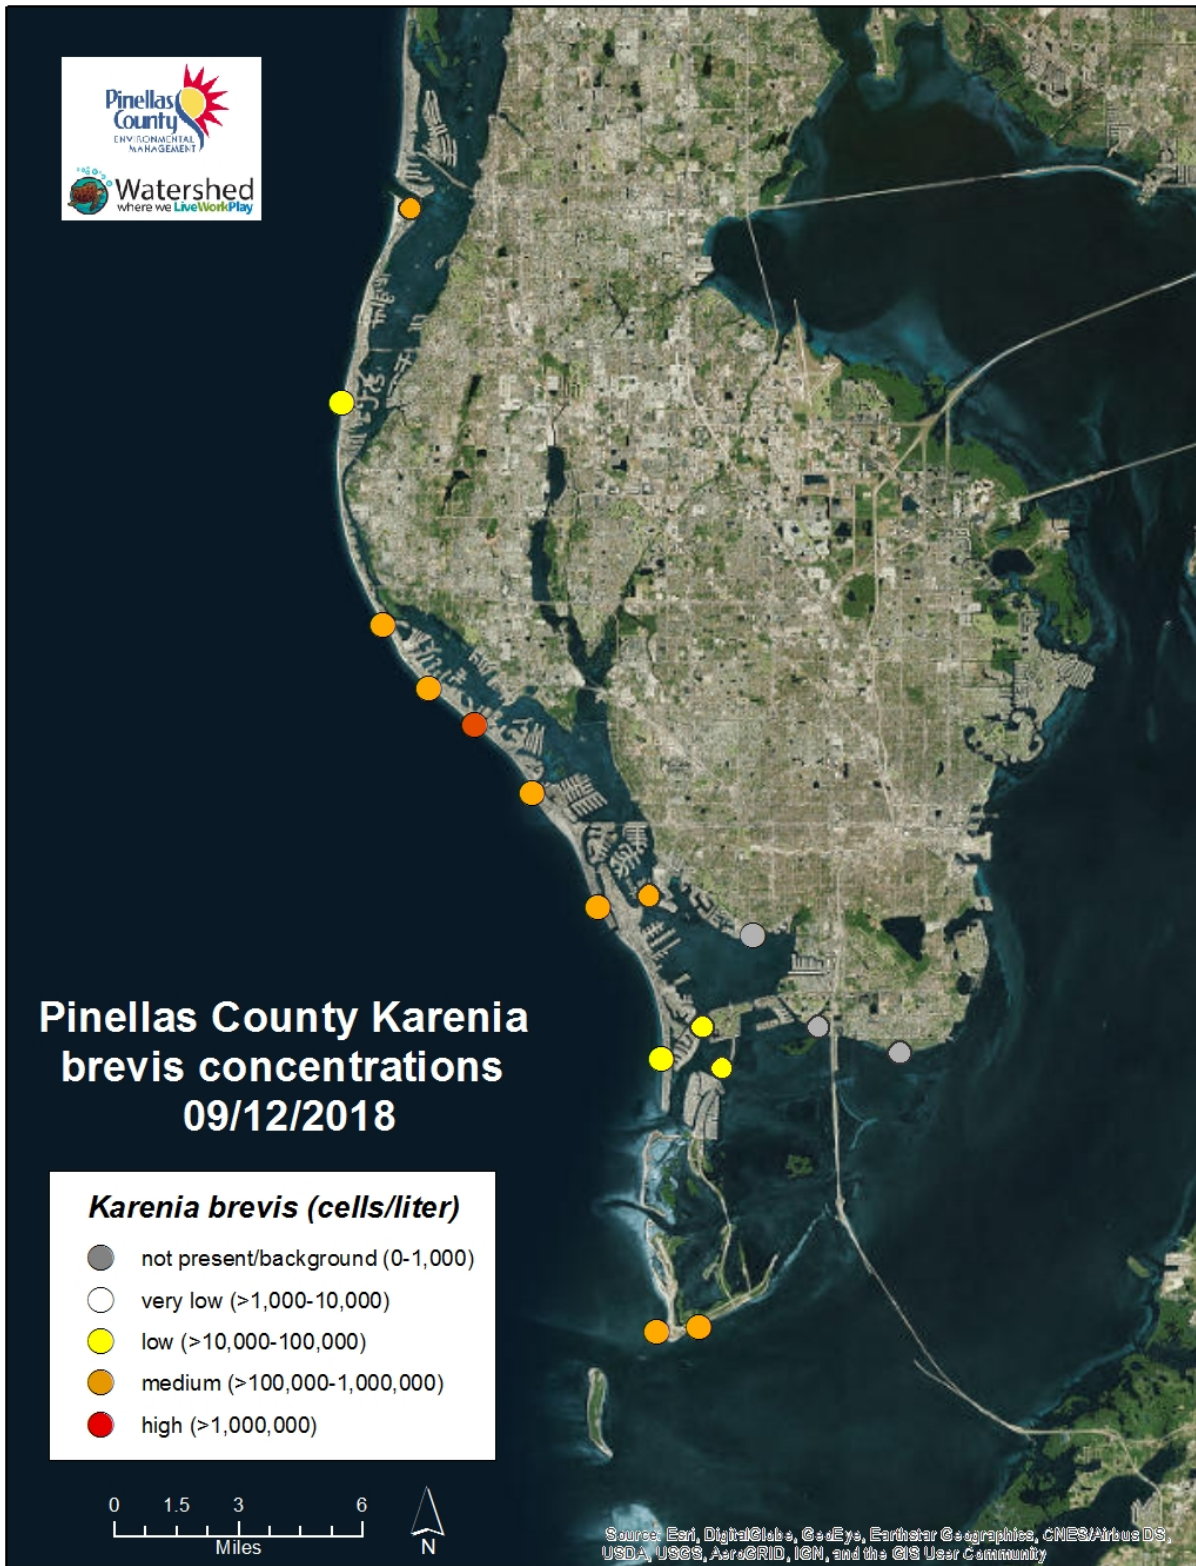 Pinellas
County
ENVIRONMENTAL
MANAGEMENT
Watershed
where we LiveWorkPlay
Pinellas County Karenia
brevis concentrations
09/12/2018
Karenia brevis (cells/liter)
not present/background (0-1,000)
very low (>1,000-10,000)
low (>10,000-100,000)
medium (>100,000-1,000,000)
high (>1,000,000)
0 1.5 3 6
Miles
N
Source: Esri, DigitalGlobe, GeoEye, Earthstar Geographics, CNES/Airbus DS,
USDA, USGS, AeroGRID, IGN, and the GIS User Community